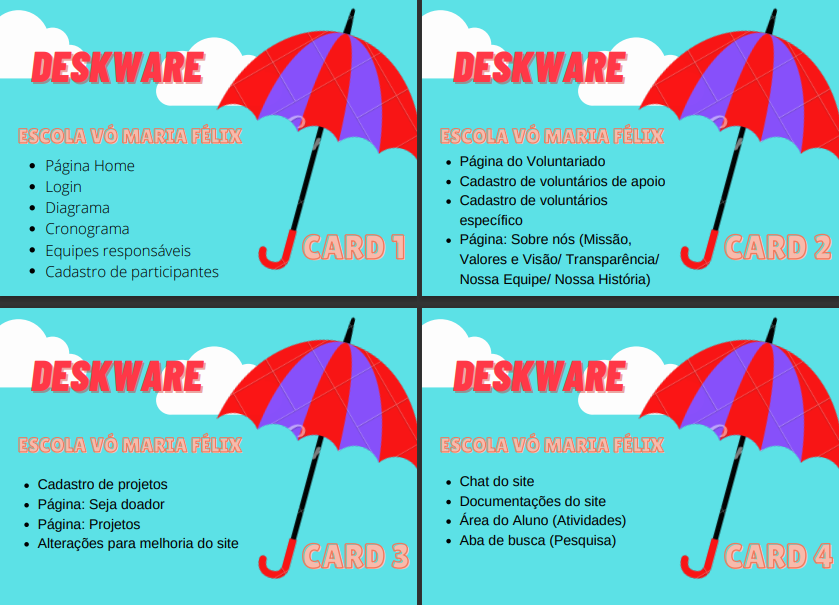 DESKWARE
ESCOLA VÓ MARIA FÉLIX
• Página Home
• Login
• Diagrama
• Cronograma
• Equipes responsáveis
• Cadastro de participantes
CARD 1
DESKWARE
ESCOLA VÓ MARIA FÉLIX
• Página do Voluntariado
• Cadastro de voluntários de apoio
• Cadastro de voluntários
específico
• Página: Sobre nós (Missão,
Valores e Visão/ Transparência/
Nossa Equipe/ Nossa História)
CARD 2
DESKWARE
ESCOLA VÓ MARIA FÉLIX
• Cadastro de projetos
• Página: Seja doador
• Página: Projetos
• Alterações para melhoria do site
CARD 3
DESKWARE
ESCOLA VÓ MARIA FÉLIX
• Chat do site
• Documentações do site
• Área do Aluno (Atividades)
• Aba de busca (Pesquisa)
CARD 4